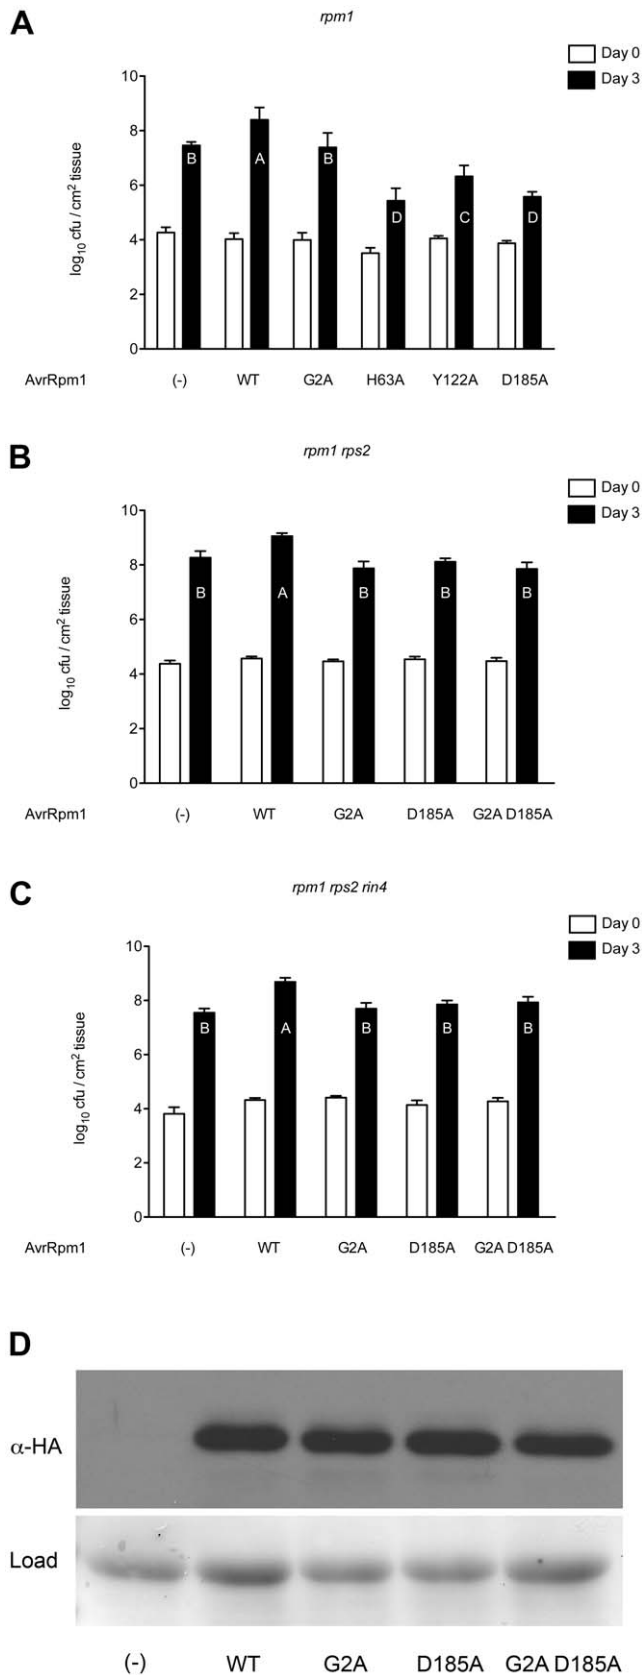 A
rpm1
Day 0
Day 3
10
8
6
4
2
0
log10 cfu / cm2 tissue
B A B D C D
AvrRpm1 (-) WT G2A H63A Y122A D185A
B
rpm1 rps2
Day 0
Day 3
10
8
6
4
2
0
log10 cfu / cm2 tissue
B A B B B
AvrRpm1 (-) WT G2A D185A G2A D185A
C
rpm1 rps2 rin4
Day 0
Day 3
10
8
6
4
2
0
log10 cfu / cm2 tissue
B A B B B
AvrRpm1 (-) WT G2A D185A G2A D185A
D
α-HA
Load
(-) WT G2A D185A G2A D185A